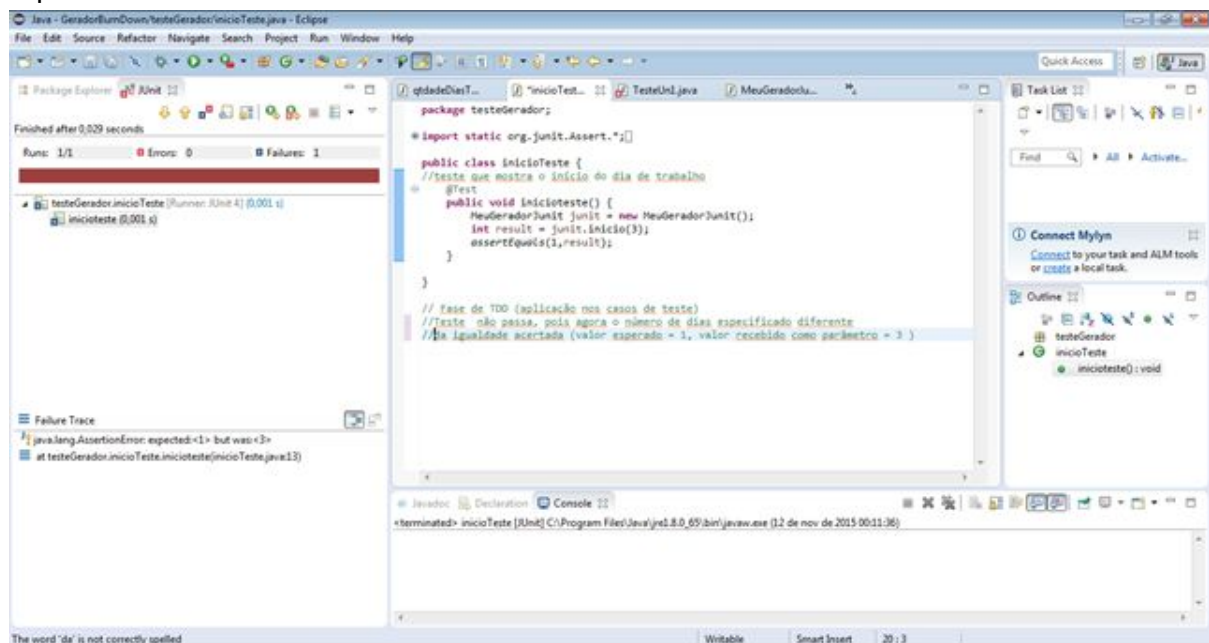 Java - GeradorBurnDown/testeGerador/inicioTeste.java - Eclipse
File Edit Source Refactor Navigate Search Project Run Window Help
Quick Access
Java
Package Explorer
JUnit
Finished after 0,029 seconds
Runs: 1/1 Errors: 0 Failures: 1
testeGerador.inicioTeste [Runner: JUnit 4] (0,001 s)
inicioteste (0,001 s)
Failure Trace
java.lang.AssertionError: expected:<1> but was:<3>
at testeGerador.inicioTeste.inicioteste(inicioTeste.java:13)
qtdadeDiasT... *inicioTest... TesteUn1.java MeuGeradorJu...
package testeGerador;
import static org.junit.Assert.*;
public class inicioTeste {
//teste que mostra o início do dia de trabalho
@Test
public void inicioteste() {
MeuGeradorJunit junit = new MeuGeradorJunit();
int result = junit.inicio(3);
assertEquals(1,result);
}
}
// fase de TDD (aplicação nos casos de teste)
//Teste não passa, pois agora o número de dias especificado diferente
//da igualdade acertada (valor esperado = 1, valor recebido como parâmetro = 3 )
Javadoc Declaration Console
<terminated> inicioTeste [JUnit] C:\Program Files\Java\jre1.8.0_65\bin\javaw.exe (12 de nov de 2015 00:11:36)
Task List
Find All Activate...
Connect Mylyn
Connect to your task and ALM tools
or create a local task.
Outline
testeGerador
inicioTeste
inicioteste() : void
The word 'da' is not correctly spelled
Writable Smart Insert 20 : 3